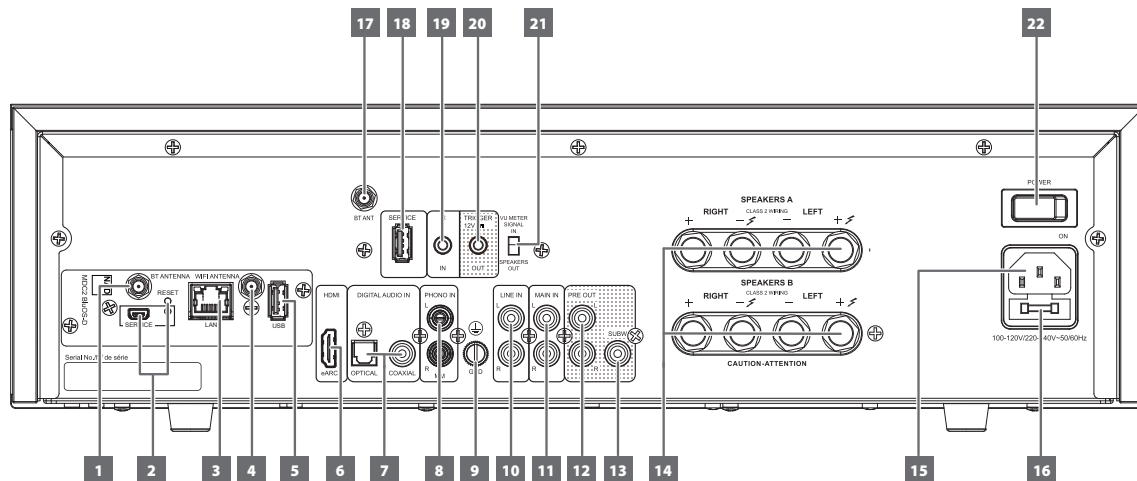 17 18 19 20 21 22
BT ANT
SERVICE
IN
TRIGGER
12V
OUT
VU METER
SIGNAL
IN
SPEAKERS
OUT
SPEAKERS A
RIGHT CLASS 2 WIRING LEFT
+ − − +
SPEAKERS B
RIGHT CLASS 2 WIRING LEFT
+ − − +
CAUTION-ATTENTION
POWER
ON
MDC2 BluOS-D
BT ANTENNA WIFI ANTENNA
RESET
SERVICE
LAN
USB
Serial No./N° de série
HDMI
eARC
DIGITAL AUDIO IN
OPTICAL COAXIAL
PHONO IN
L
R
MM
GND
LINE IN
L
R
MAIN IN
L
R
PRE OUT
L
R
SUBW
100-120V/220- 40V~50/60Hz
1 2 3 4 5 6 7 8 9 10 11 12 13 14 15 16